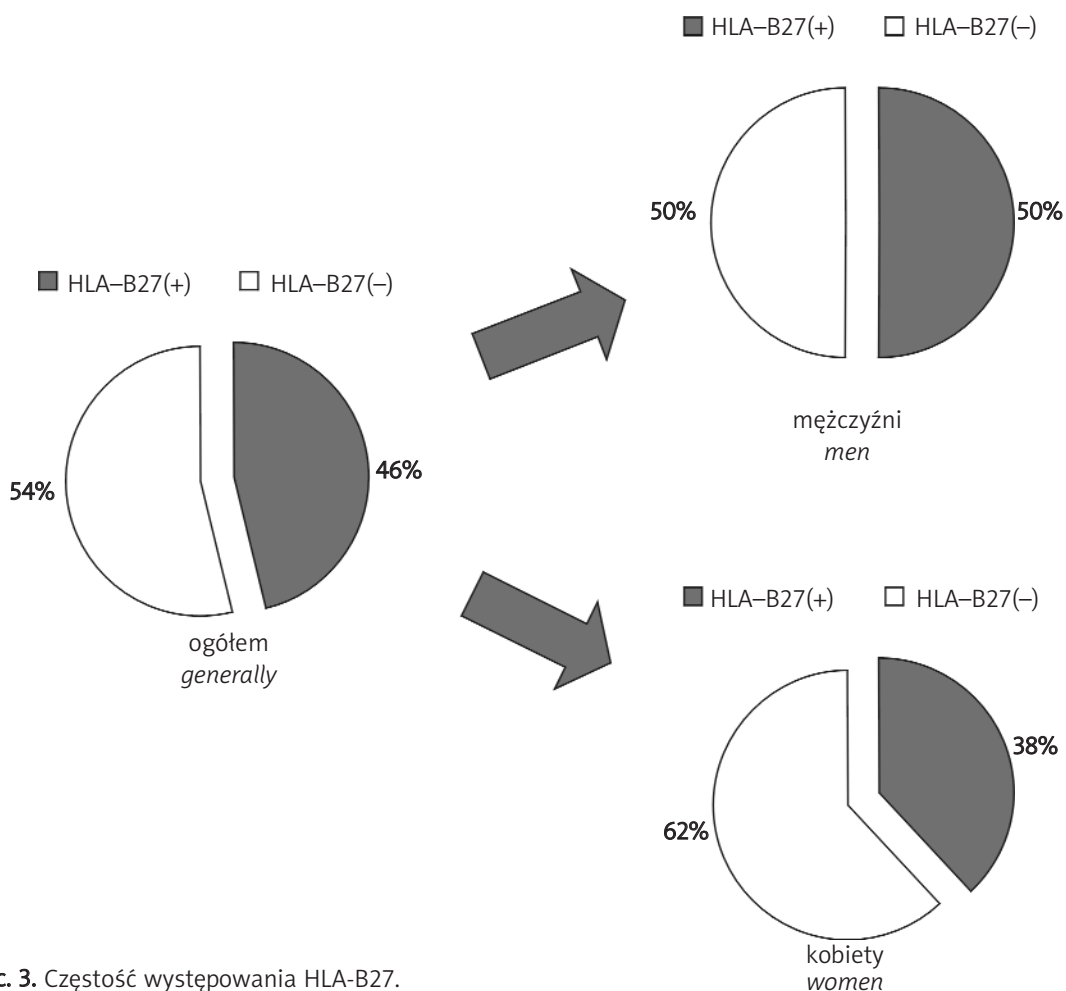 HLA–B27(+) HLA–B27(–)
50% 50%
mężczyźni
men
HLA–B27(+) HLA–B27(–)
54% 46%
ogółem
generally
HLA–B27(+) HLA–B27(–)
38%
62%
kobiety
women
c. 3. Częstość występowania HLA-B27.